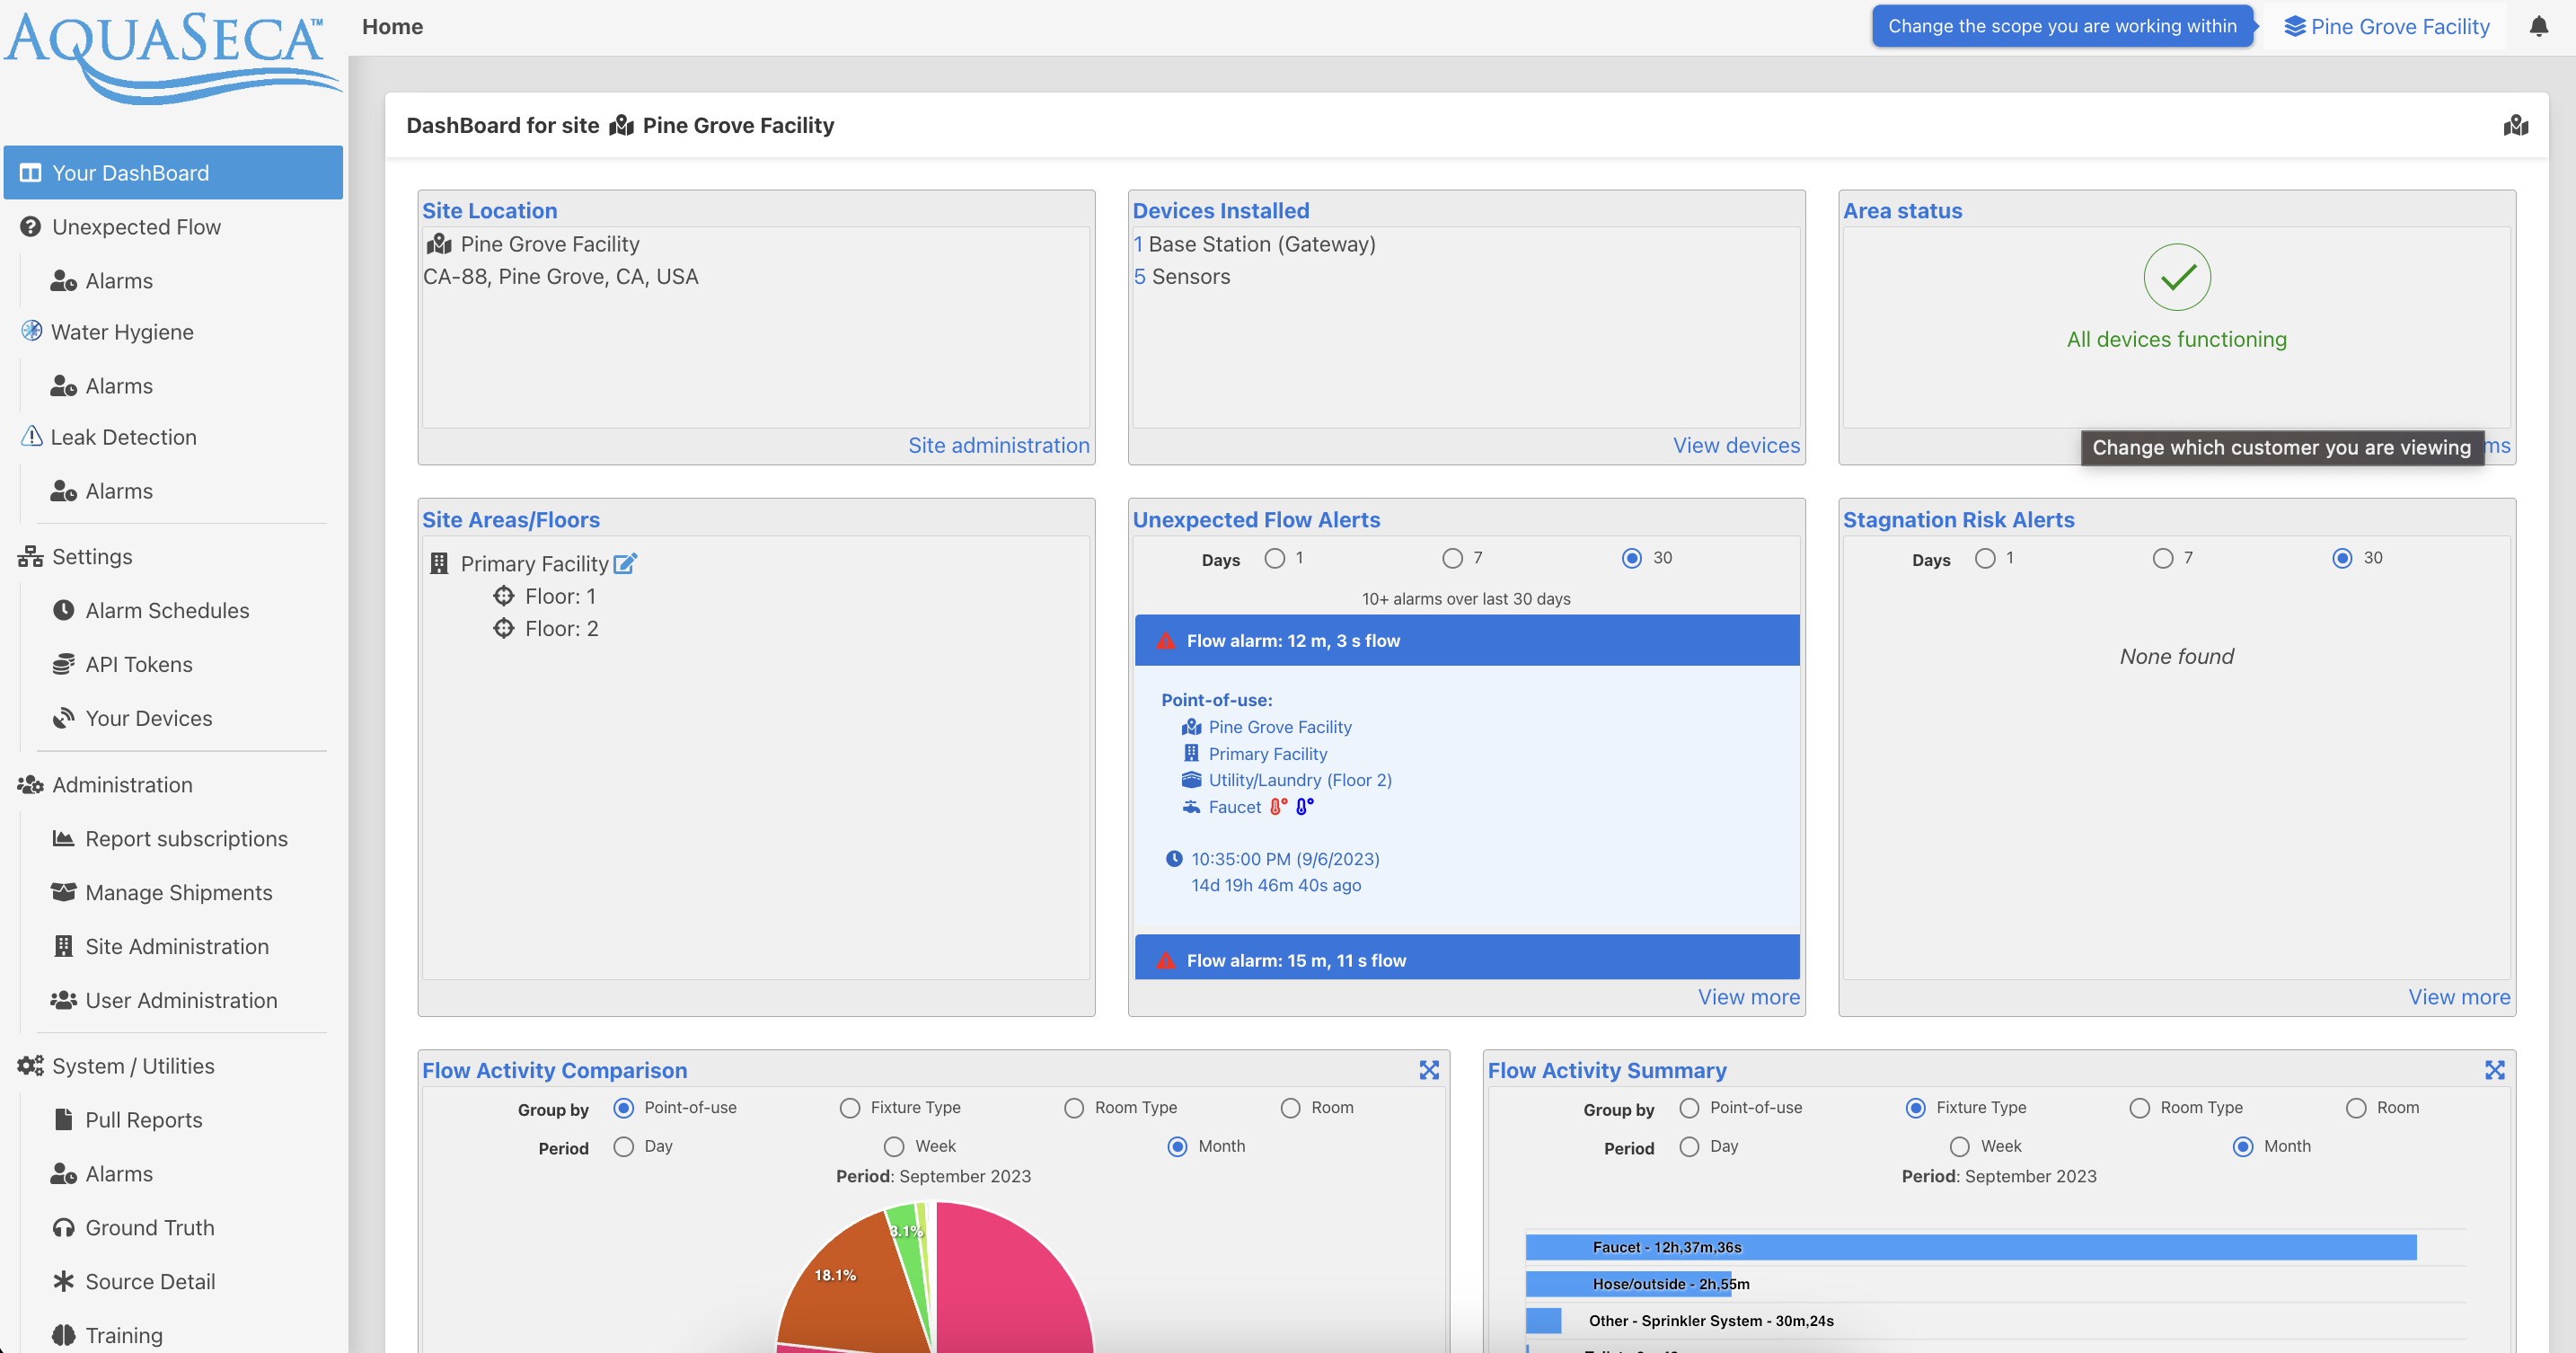 AQUASECA™
Home
Change the scope you are working within
Pine Grove Facility
DashBoard for site Pine Grove Facility
Your DashBoard
Unexpected Flow
Alarms
Water Hygiene
Alarms
Leak Detection
Alarms
Settings
Alarm Schedules
API Tokens
Your Devices
Administration
Report subscriptions
Manage Shipments
Site Administration
User Administration
System / Utilities
Pull Reports
Alarms
Ground Truth
Source Detail
Training
Site Location
Pine Grove Facility
CA-88, Pine Grove, CA, USA
Site administration
Devices Installed
1 Base Station (Gateway)
5 Sensors
View devices
Area status
All devices functioning
Change which customer you are viewing
Site Areas/Floors
Primary Facility
Floor: 1
Floor: 2
Unexpected Flow Alerts
Days 1 7 30
10+ alarms over last 30 days
Flow alarm: 12 m, 3 s flow
Point-of-use:
Pine Grove Facility
Primary Facility
Utility/Laundry (Floor 2)
Faucet
10:35:00 PM (9/6/2023)
14d 19h 46m 40s ago
Flow alarm: 15 m, 11 s flow
View more
Stagnation Risk Alerts
Days 1 7 30
None found
View more
Flow Activity Comparison
Group by Point-of-use Fixture Type Room Type Room
Period Day Week Month
Period: September 2023
3.1%
18.1%
Flow Activity Summary
Group by Point-of-use Fixture Type Room Type Room
Period Day Week Month
Period: September 2023
Faucet - 12h,37m,36s
Hose/outside - 2h,55m
Other - Sprinkler System - 30m,24s